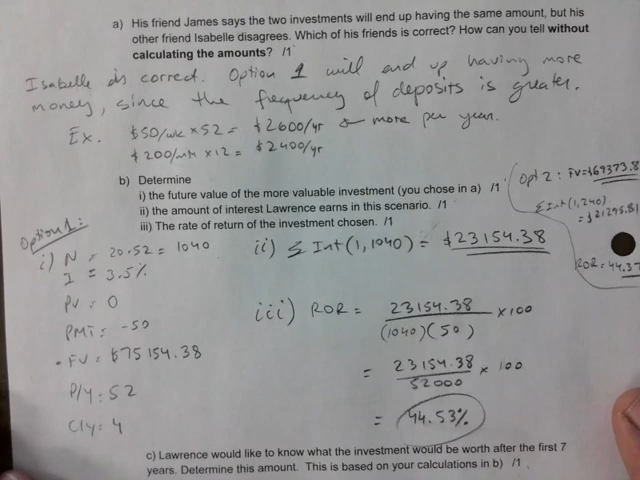 a) His friend James says the two investments will end up having the same amount, but his
other friend Isabelle disagrees. Which of his friends is correct? How can you tell without
calculating the amounts? /1
Isabelle is correct. Option 1 will end up having more
money, since the frequency of deposits is greater.
Ex. $50/wk × 52 = $2600/yr ← more per year.
$200/mth × 12 = $2400/yr
b) Determine
i) the future value of the more valuable investment (you chose in a) /1
ii) the amount of interest Lawrence earns in this scenario. /1
iii) The rate of return of the investment chosen. /1
Opt 2: FV=$69373.8
Σ Int(1,240)
= $21295.81
ROR = 44.37
Option 1:
i) N = 20·52 = 1040
I = 3.5%
PV = 0
PMT = -50
• FV = $75154.38
P/y: 52
C/y: 4
ii) Σ Int(1,1040) = $23154.38
iii) ROR = 23154.38 × 100
(1040)(50)
= 23154.38 × 100
52000
= 44.53%
c) Lawrence would like to know what the investment would be worth after the first 7
years. Determine this amount. This is based on your calculations in b) /1